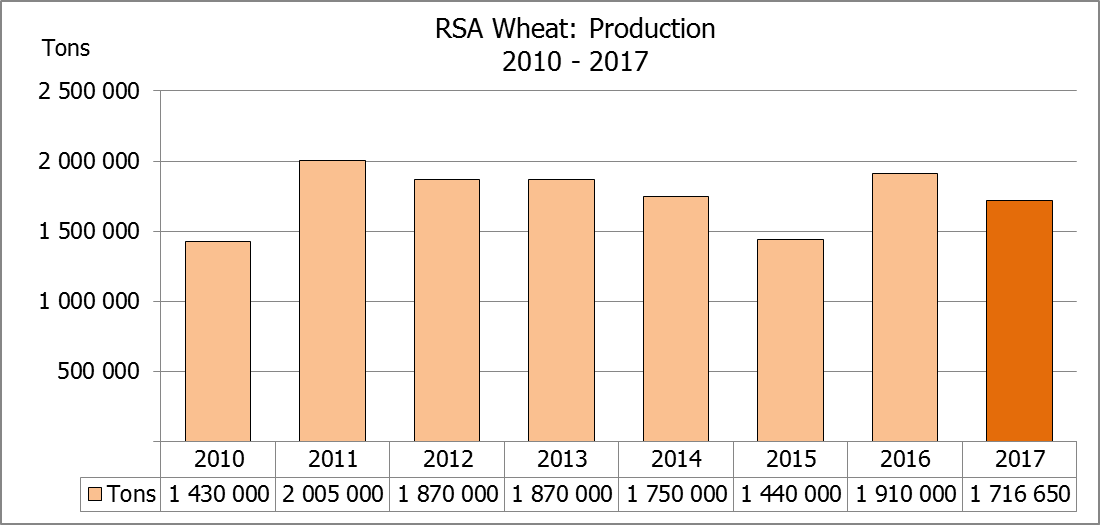 RSA Wheat: Production
2010 - 2017
Tons
2 500 000
2 000 000
1 500 000
1 000 000
500 000
2010 2011 2012 2013 2014 2015 2016 2017
Tons 1 430 000 2 005 000 1 870 000 1 870 000 1 750 000 1 440 000 1 910 000 1 716 650